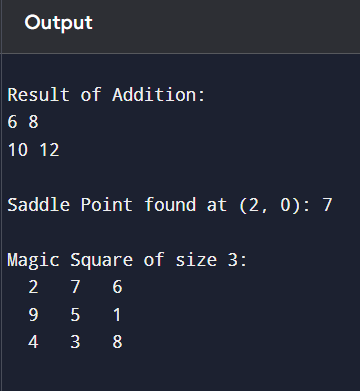 Output
Result of Addition:
6 8
10 12
Saddle Point found at (2, 0): 7
Magic Square of size 3:
2 7 6
9 5 1
4 3 8